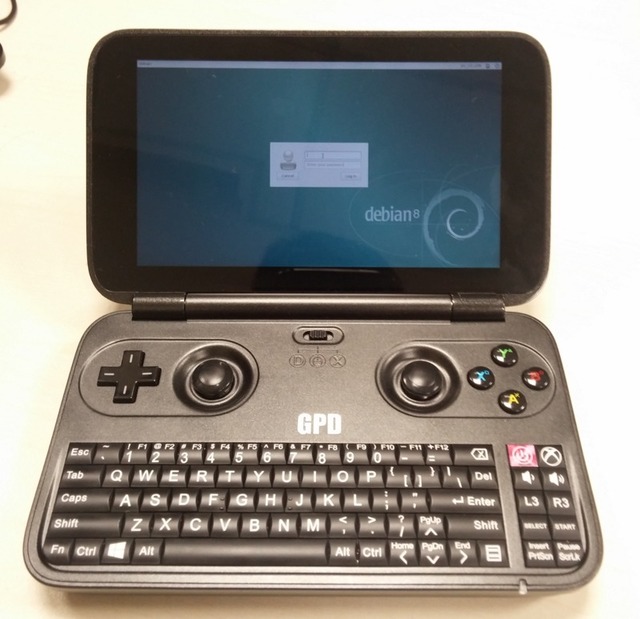 debian 8
D X
GPD
Y
X B
A
Esc ~ ` ! F1 1 @ F2 2 # F3 3 $ F4 4 % F5 5 ^ F6 6 & F7 7 * F8 8 ( F9 9 ) F10 0 _ F11 - + F12 =
Tab Q W E R T Y U I O P { [ } ] | \ Del
Caps A S D F G H J K L : ; " ' Enter L3 R3
Shift Z X C V B N M < , > . ? / PgUp Shift SELECT START
Fn Ctrl Alt Alt Ctrl Home PgDn End Insert PrtScn Pause ScrLk